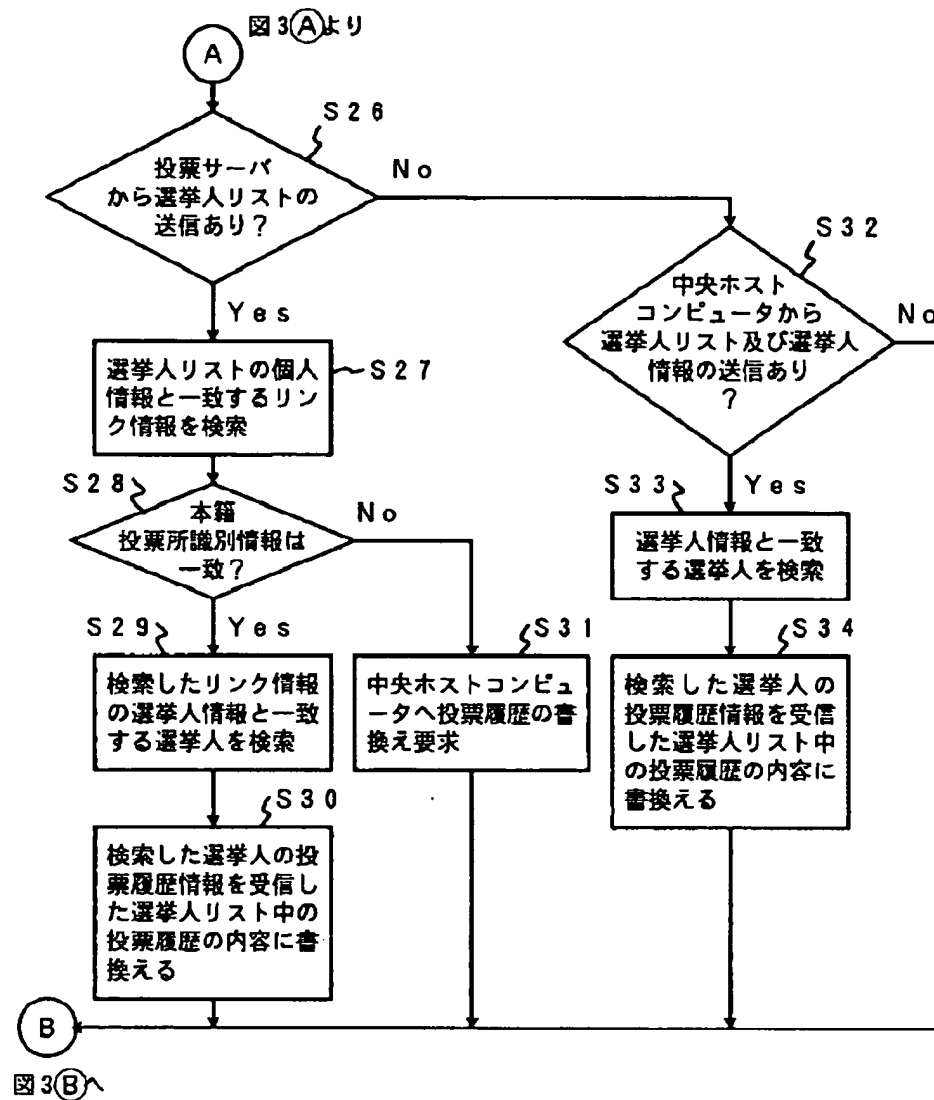 図3Ⓐより
A
S26
投票サーバ
から選挙人リストの
送信あり？
No
Yes
S32
中央ホスト
コンピュータから
選挙人リスト及び選挙人
情報の送信あり
？
No
選挙人リストの個人
情報と一致するリン
ク情報を検索
S27
S28
本籍
投票所識別情報は
一致？
No
Yes
S33
Yes
選挙人情報と一致
する選挙人を検索
S29
検索したリンク情報
の選挙人情報と一致
する選挙人を検索
S31
中央ホストコンピュ
ータへ投票履歴の書
換え要求
S34
検索した選挙人の
投票履歴情報を受信
した選挙人リスト中
の投票履歴の内容に
書換える
S30
検索した選挙人の投
票履歴情報を受信し
た選挙人リスト中の
投票履歴の内容に書
換える
B
図3Ⓑへ